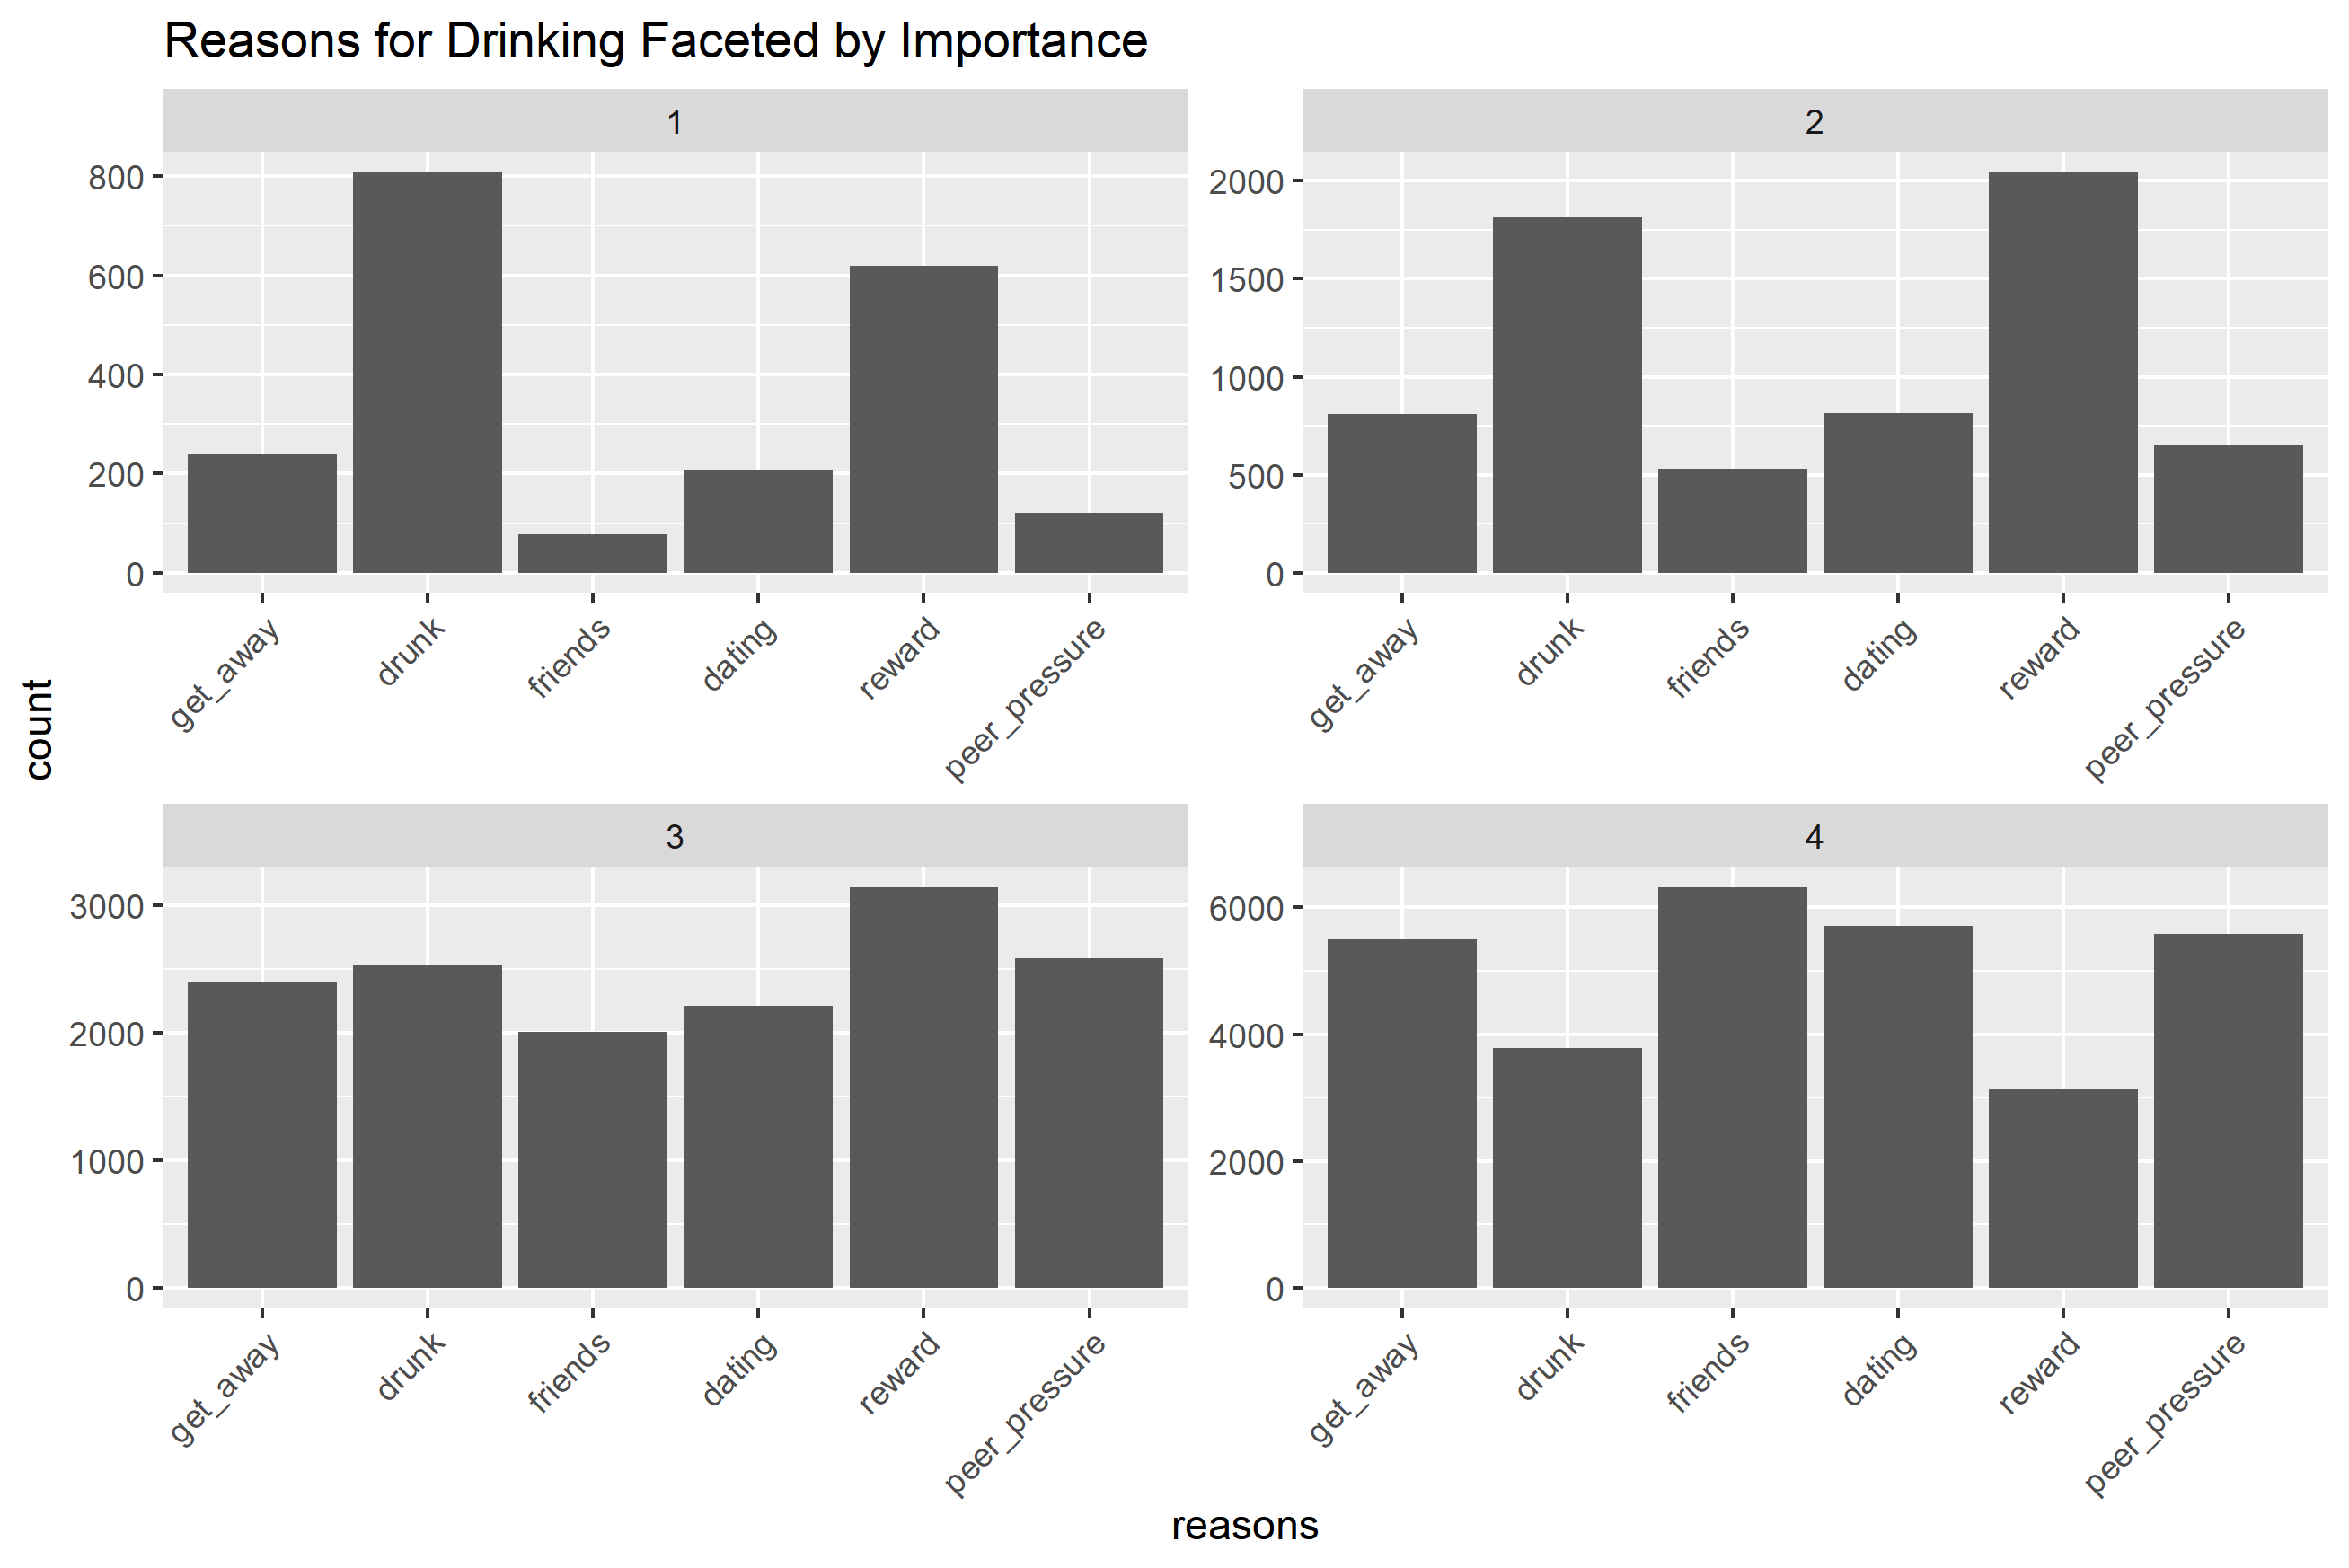 Reasons for Drinking Faceted by Importance
1
2
800
600
400
200
0
2000
1500
1000
500
0
get_away
drunk
friends
dating
reward
peer_pressure
get_away
drunk
friends
dating
reward
peer_pressure
count
3
4
3000
2000
1000
0
6000
4000
2000
0
get_away
drunk
friends
dating
reward
peer_pressure
get_away
drunk
friends
dating
reward
peer_pressure
reasons